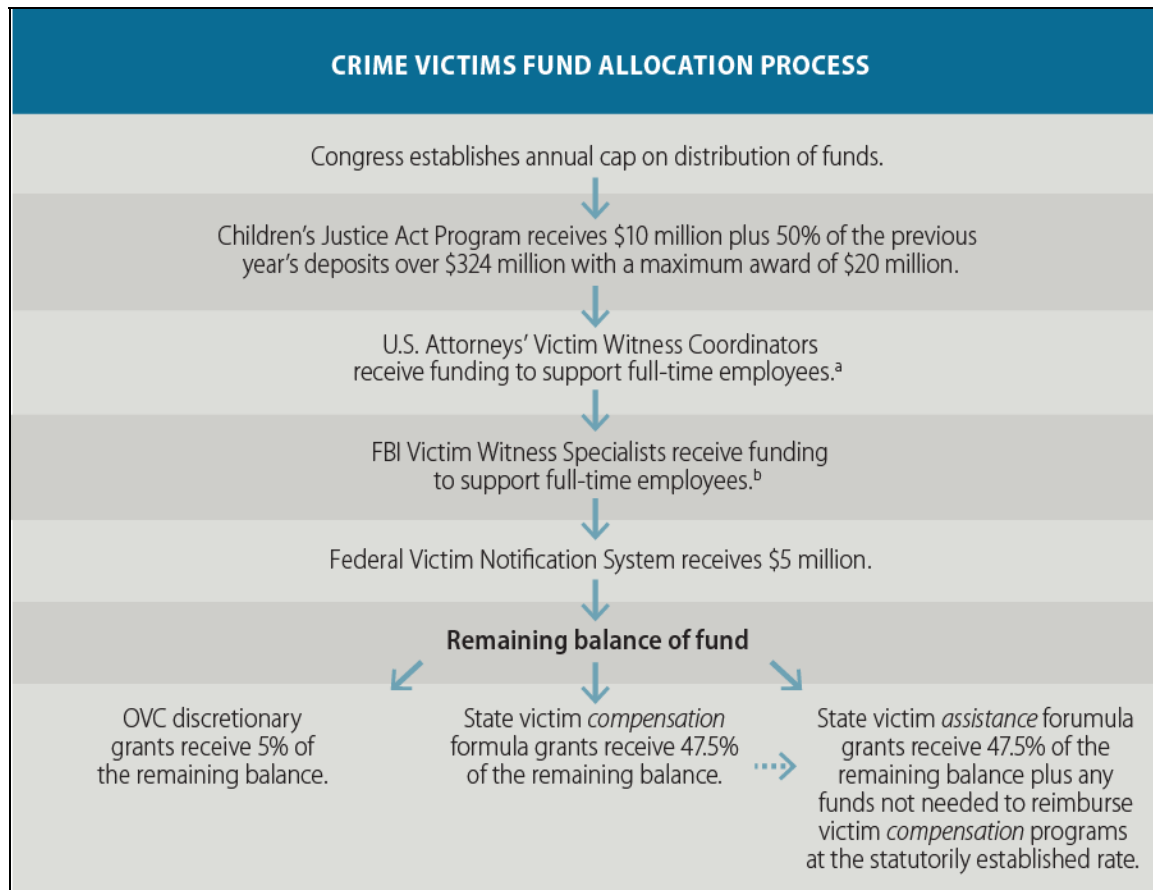 CRIME VICTIMS FUND ALLOCATION PROCESS
Congress establishes annual cap on distribution of funds.
Children's Justice Act Program receives $10 million plus 50% of the previous
year's deposits over $324 million with a maximum award of $20 million.
U.S. Attorneys' Victim Witness Coordinators
receive funding to support full-time employees.ᵃ
FBI Victim Witness Specialists receive funding
to support full-time employees.ᵇ
Federal Victim Notification System receives $5 million.
Remaining balance of fund
OVC discretionary
grants receive 5% of
the remaining balance.
State victim compensation
formula grants receive 47.5%
of the remaining balance.
State victim assistance forumula
grants receive 47.5% of the
remaining balance plus any
funds not needed to reimburse
victim compensation programs
at the statutorily established rate.